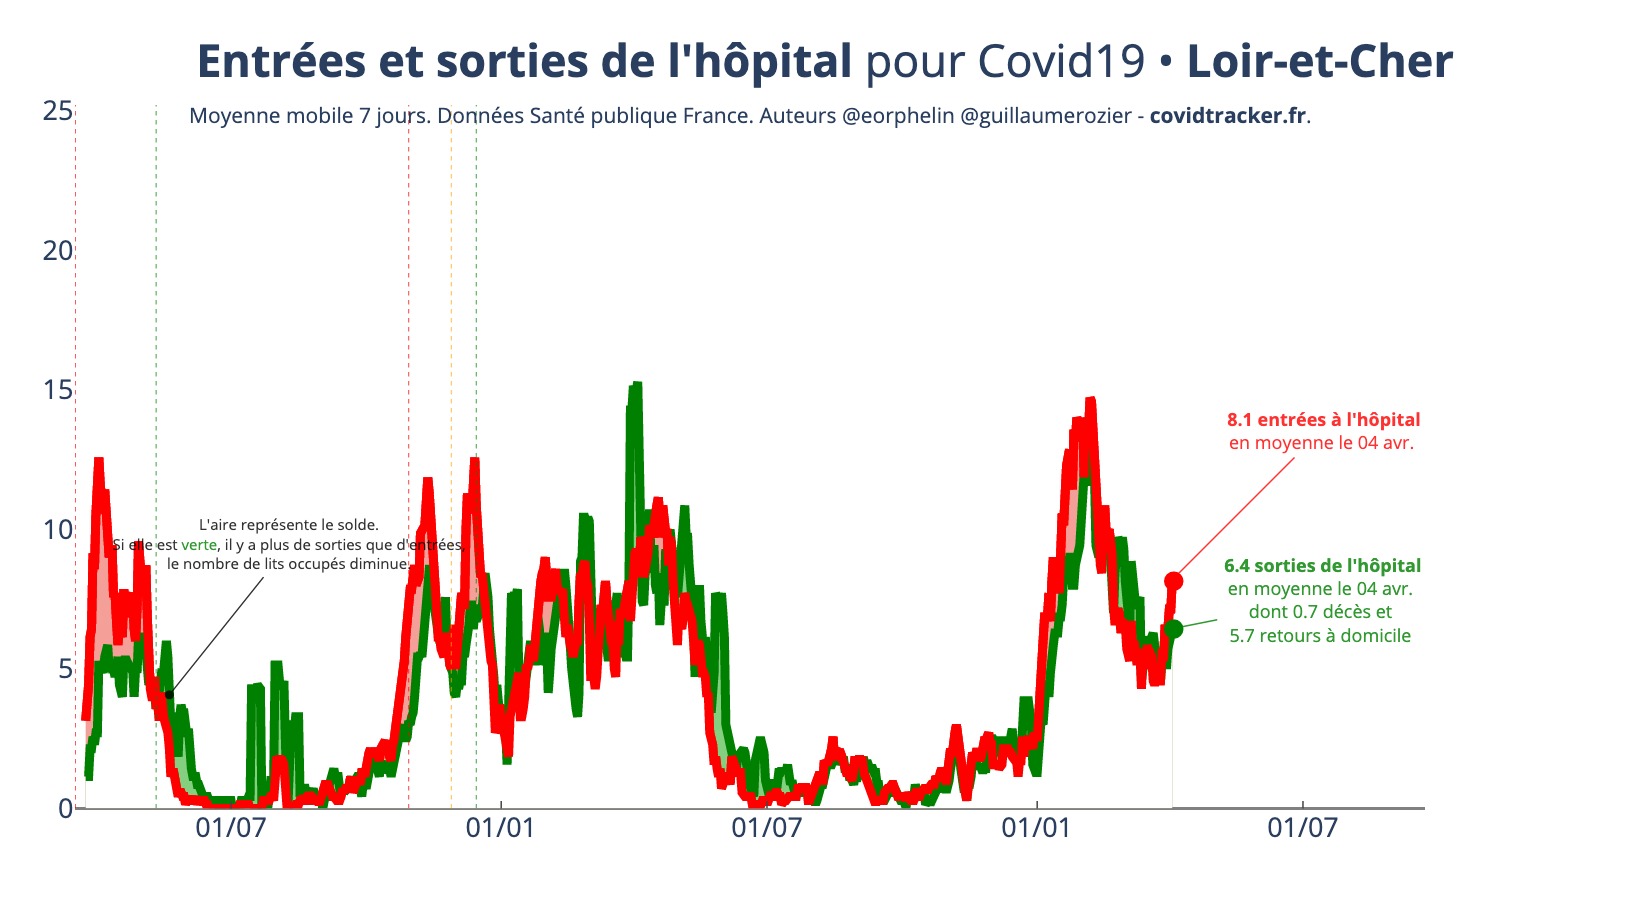 Entrées et sorties de l'hôpital pour Covid19 • Loir-et-Cher
Moyenne mobile 7 jours. Données Santé publique France. Auteurs @eorphelin @guillaumerozier - covidtracker.fr.
25
20
15
10
5
0
L'aire représente le solde.
Si elle est verte, il y a plus de sorties que d'entrées,
le nombre de lits occupés diminue.
8.1 entrées à l'hôpital
en moyenne le 04 avr.
6.4 sorties de l'hôpital
en moyenne le 04 avr.
dont 0.7 décès et
5.7 retours à domicile
01/07 01/01 01/07 01/01 01/07